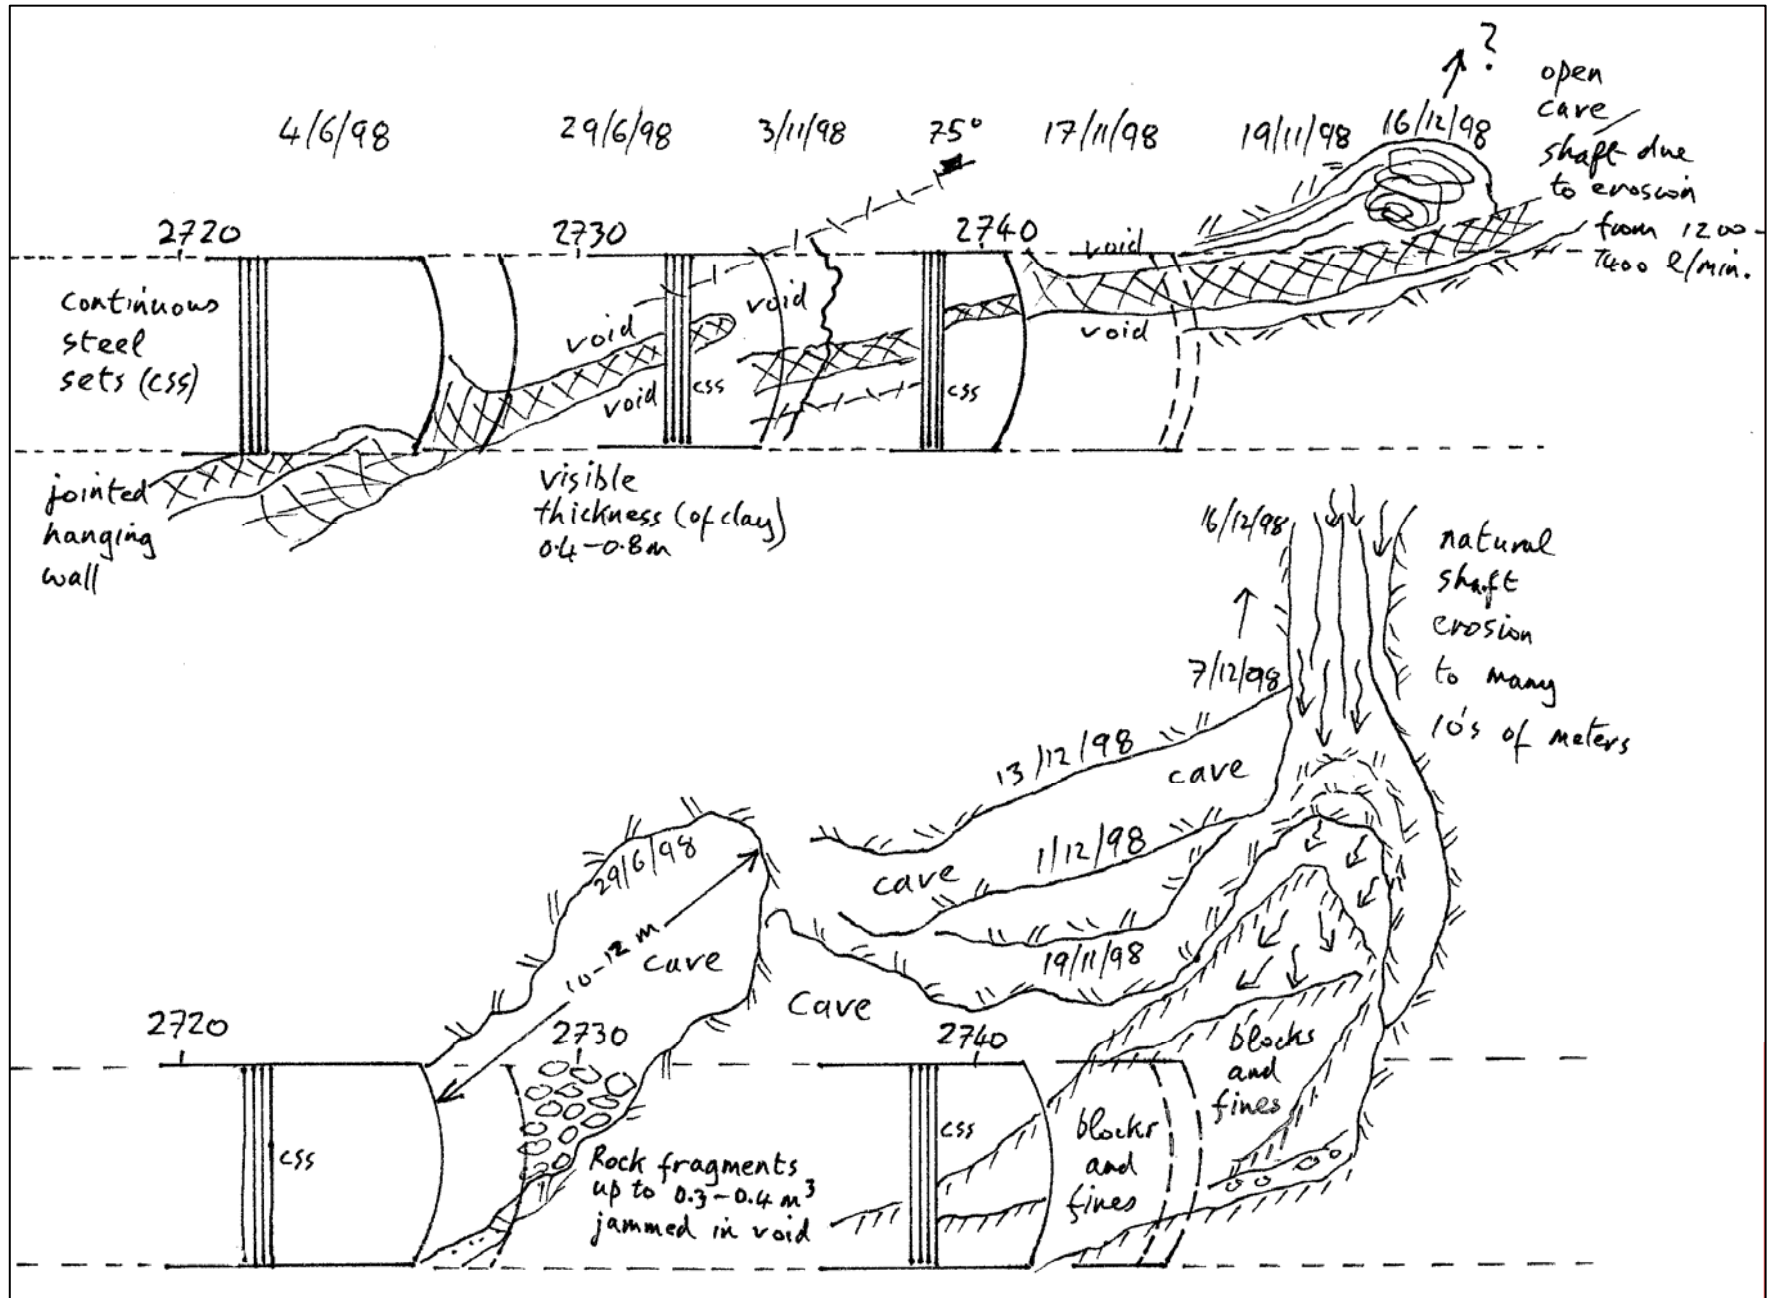 ?
4/6/98 29/6/98 3/11/98 75° 17/11/98 19/11/98 16/12/98
open
cave/
shaft due
to erosion
from 1200-
7400 l/min.
2720 2730 2740
continuous
steel
sets (css)
void
void
void
css
css
void
void
jointed
hanging
wall
visible
thickness (of clay)
0.4-0.8m
16/12/98
natural
shaft
erosion
to many
10's of meters
7/12/98
13/12/98
cave
1/12/98
cave
19/11/98
29/6/98
10-12 m
cave
cave
2720 2730 2740
css
css
Rock fragments
up to 0.3-0.4 m³
jammed in void
blocks
and
fines
blocks
and
fines